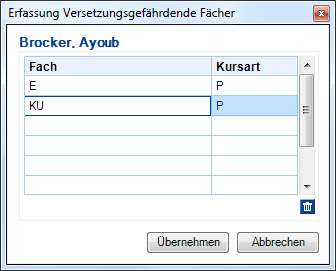 Erfassung Versetzungsgefährdende Fächer
Brocker, Ayoub
Fach Kursart
E P
KU P
Übernehmen Abbrechen